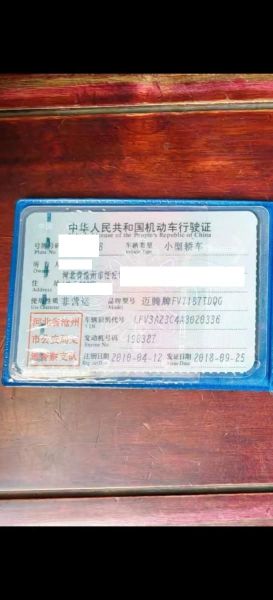 中华人民共和国机动车行驶证
of the People's Republic of China
号牌号码 B 车辆类型 小型轿车
Plate No. Vehicle Type
所有人
Owner
住址 河北省沧州市
Address
使用性质 非营运 品牌型号 迈腾牌FV7187TDQG
Use Character Model
河北省沧州 车辆识别代号
VIN
市公安局交 发动机号码
Engine No.
通警察支队 注册日期 2010-04-12 发证日期 2018-09-25
Register Date Issue Date